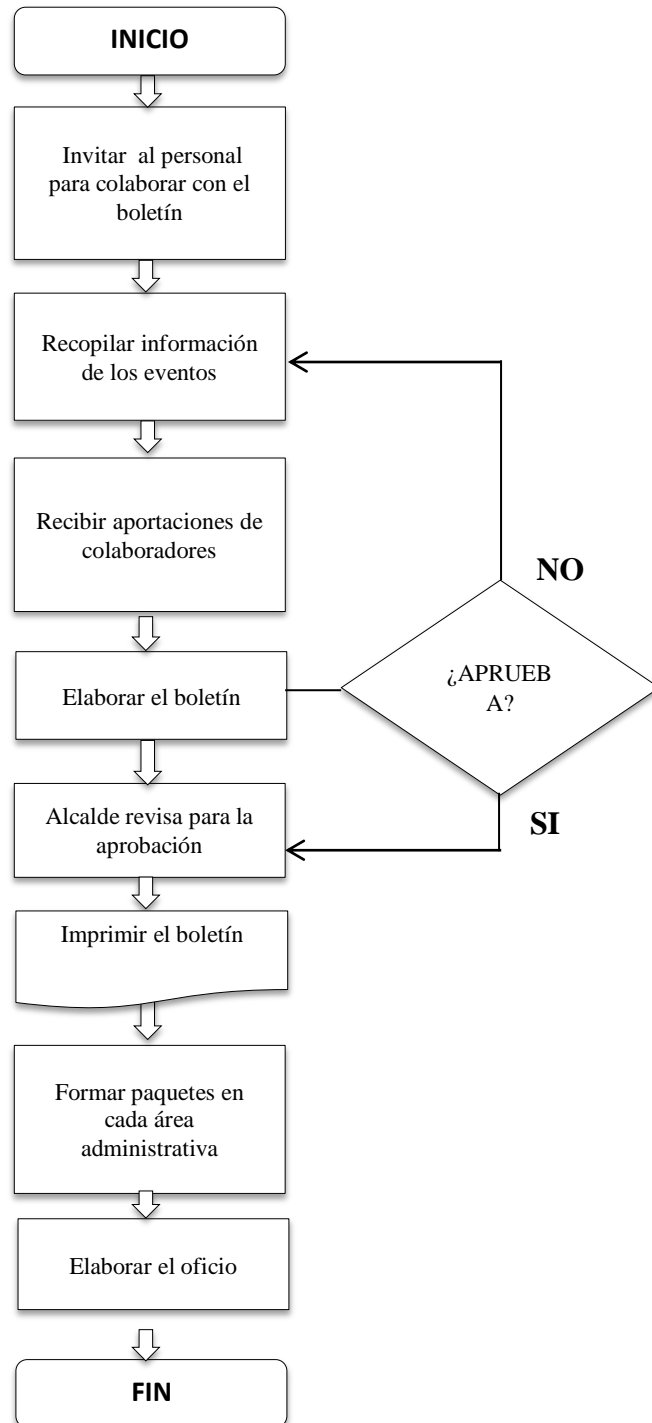 INICIO
Invitar al personal
para colaborar con el
boletín
Recopilar información
de los eventos
Recibir aportaciones de
colaboradores
NO
¿APRUEB
A?
Elaborar el boletín
SI
Alcalde revisa para la
aprobación
Imprimir el boletín
Formar paquetes en
cada área
administrativa
Elaborar el oficio
FIN